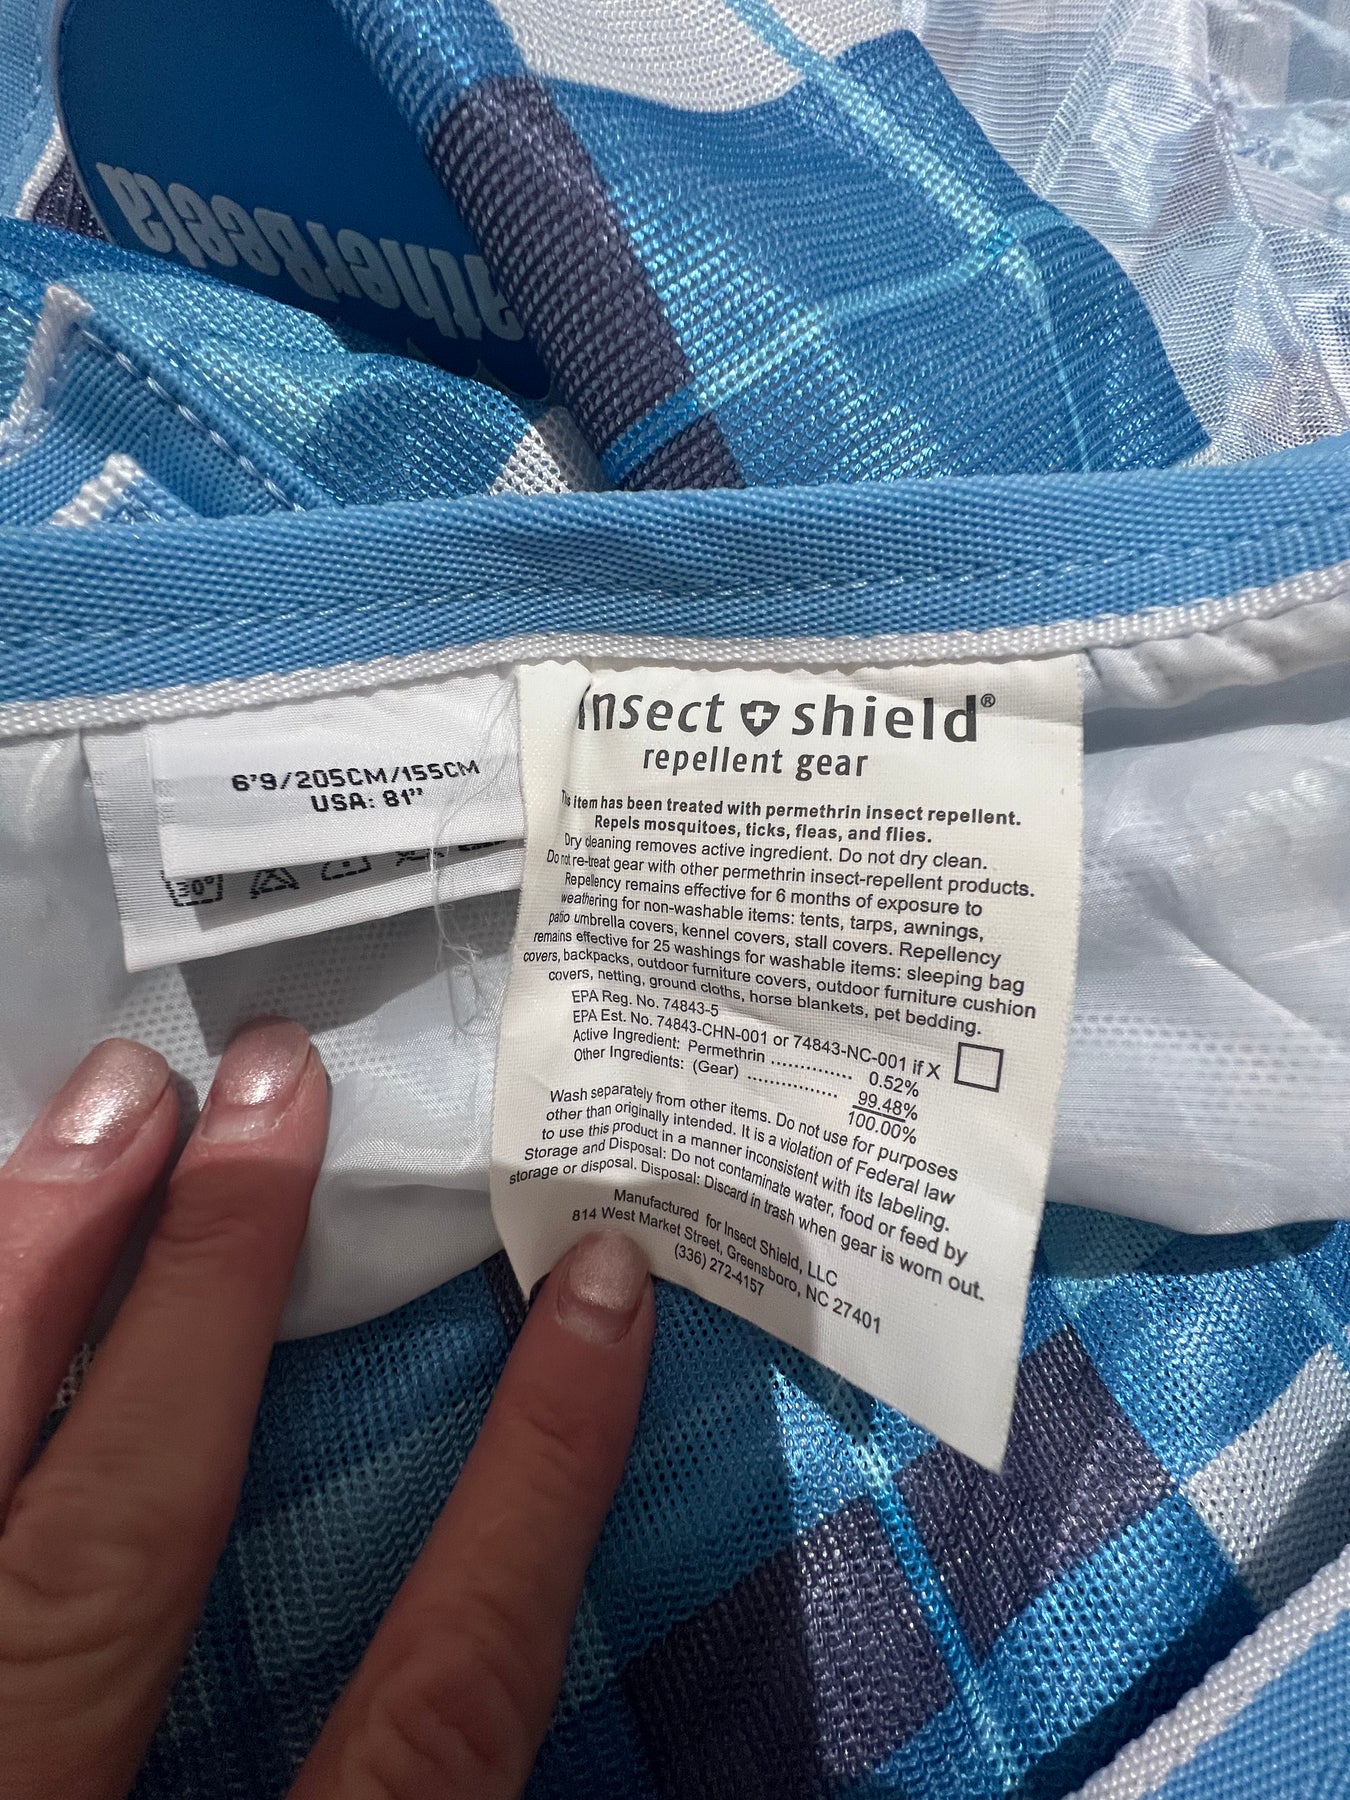 WeatherBeeta
6'9/205CM/155CM
USA: 81"
30°
insect shield®
repellent gear
This item has been treated with permethrin insect repellent.
Repels mosquitoes, ticks, fleas, and flies.
Dry cleaning removes active ingredient. Do not dry clean.
Do not re-treat gear with other permethrin insect-repellent products.
Repellency remains effective for 6 months of exposure to
weathering for non-washable items: tents, tarps, awnings,
patio umbrella covers, kennel covers, stall covers. Repellency
remains effective for 25 washings for washable items: sleeping bag
covers, backpacks, outdoor furniture covers, outdoor furniture cushion
covers, netting, ground cloths, horse blankets, pet bedding.
EPA Reg. No. 74843-5
EPA Est. No. 74843-CHN-001 or 74843-NC-001 if X
Active Ingredient: Permethrin .............. 0.52%
Other Ingredients: (Gear) ................ 99.48%
100.00%
Wash separately from other items. Do not use for purposes
other than originally intended. It is a violation of Federal law
to use this product in a manner inconsistent with its labeling.
Storage and Disposal: Do not contaminate water, food or feed by
storage or disposal. Disposal: Discard in trash when gear is worn out.
Manufactured for Insect Shield, LLC
814 West Market Street, Greensboro, NC 27401
(336) 272-4157